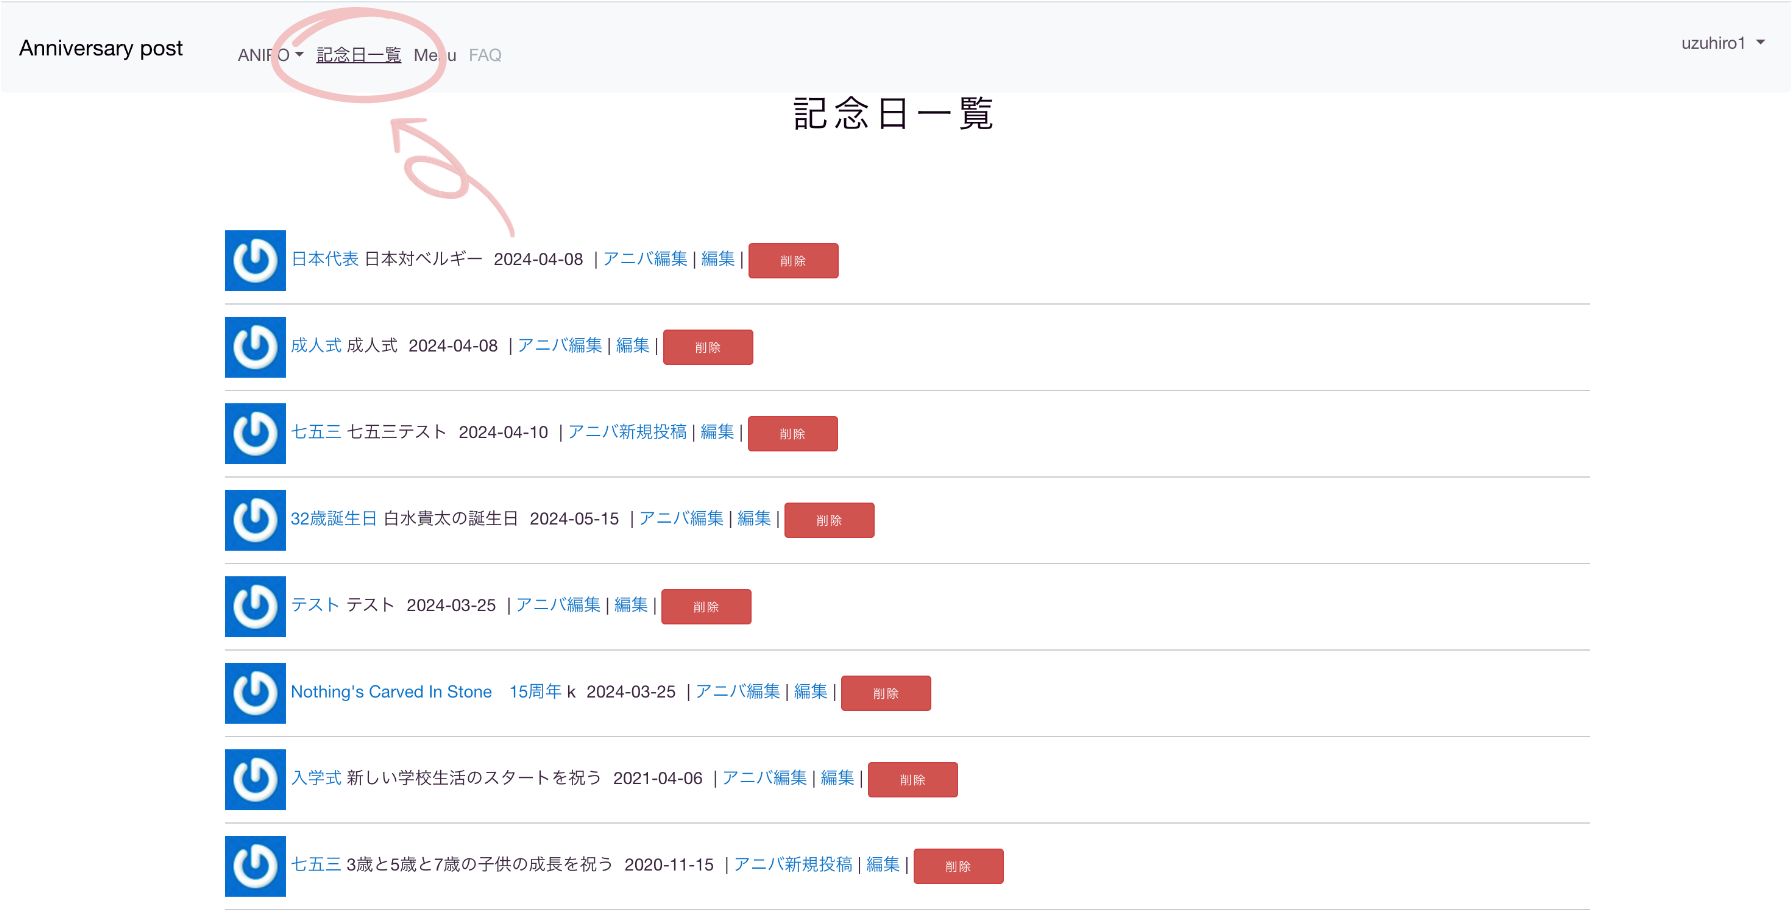 Anniversary post ANIRO 記念日一覧 Menu FAQ uzuhiro1
記念日一覧
日本代表 日本対ベルギー 2024-04-08 | アニバ編集 | 編集 | 削除
成人式 成人式 2024-04-08 | アニバ編集 | 編集 | 削除
七五三 七五三テスト 2024-04-10 | アニバ新規投稿 | 編集 | 削除
32歳誕生日 白水貴太の誕生日 2024-05-15 | アニバ編集 | 編集 | 削除
テスト テスト 2024-03-25 | アニバ編集 | 編集 | 削除
Nothing's Carved In Stone　15周年 k 2024-03-25 | アニバ編集 | 編集 | 削除
入学式 新しい学校生活のスタートを祝う 2021-04-06 | アニバ編集 | 編集 | 削除
七五三 3歳と5歳と7歳の子供の成長を祝う 2020-11-15 | アニバ新規投稿 | 編集 | 削除